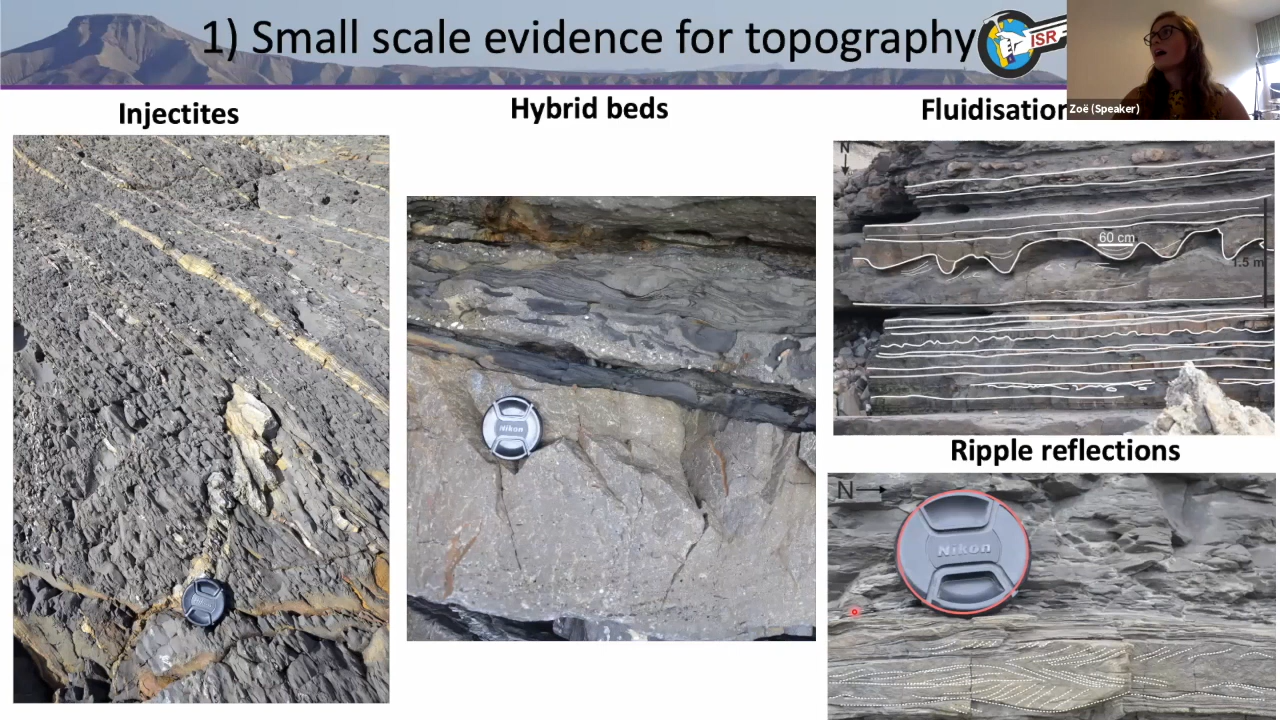 1) Small scale evidence for topography
ISR
Zoë (Speaker)
Injectites
Hybrid beds
Fluidisation
N
60 cm
1.5 m
Nikon
Ripple reflections
N
Nikon